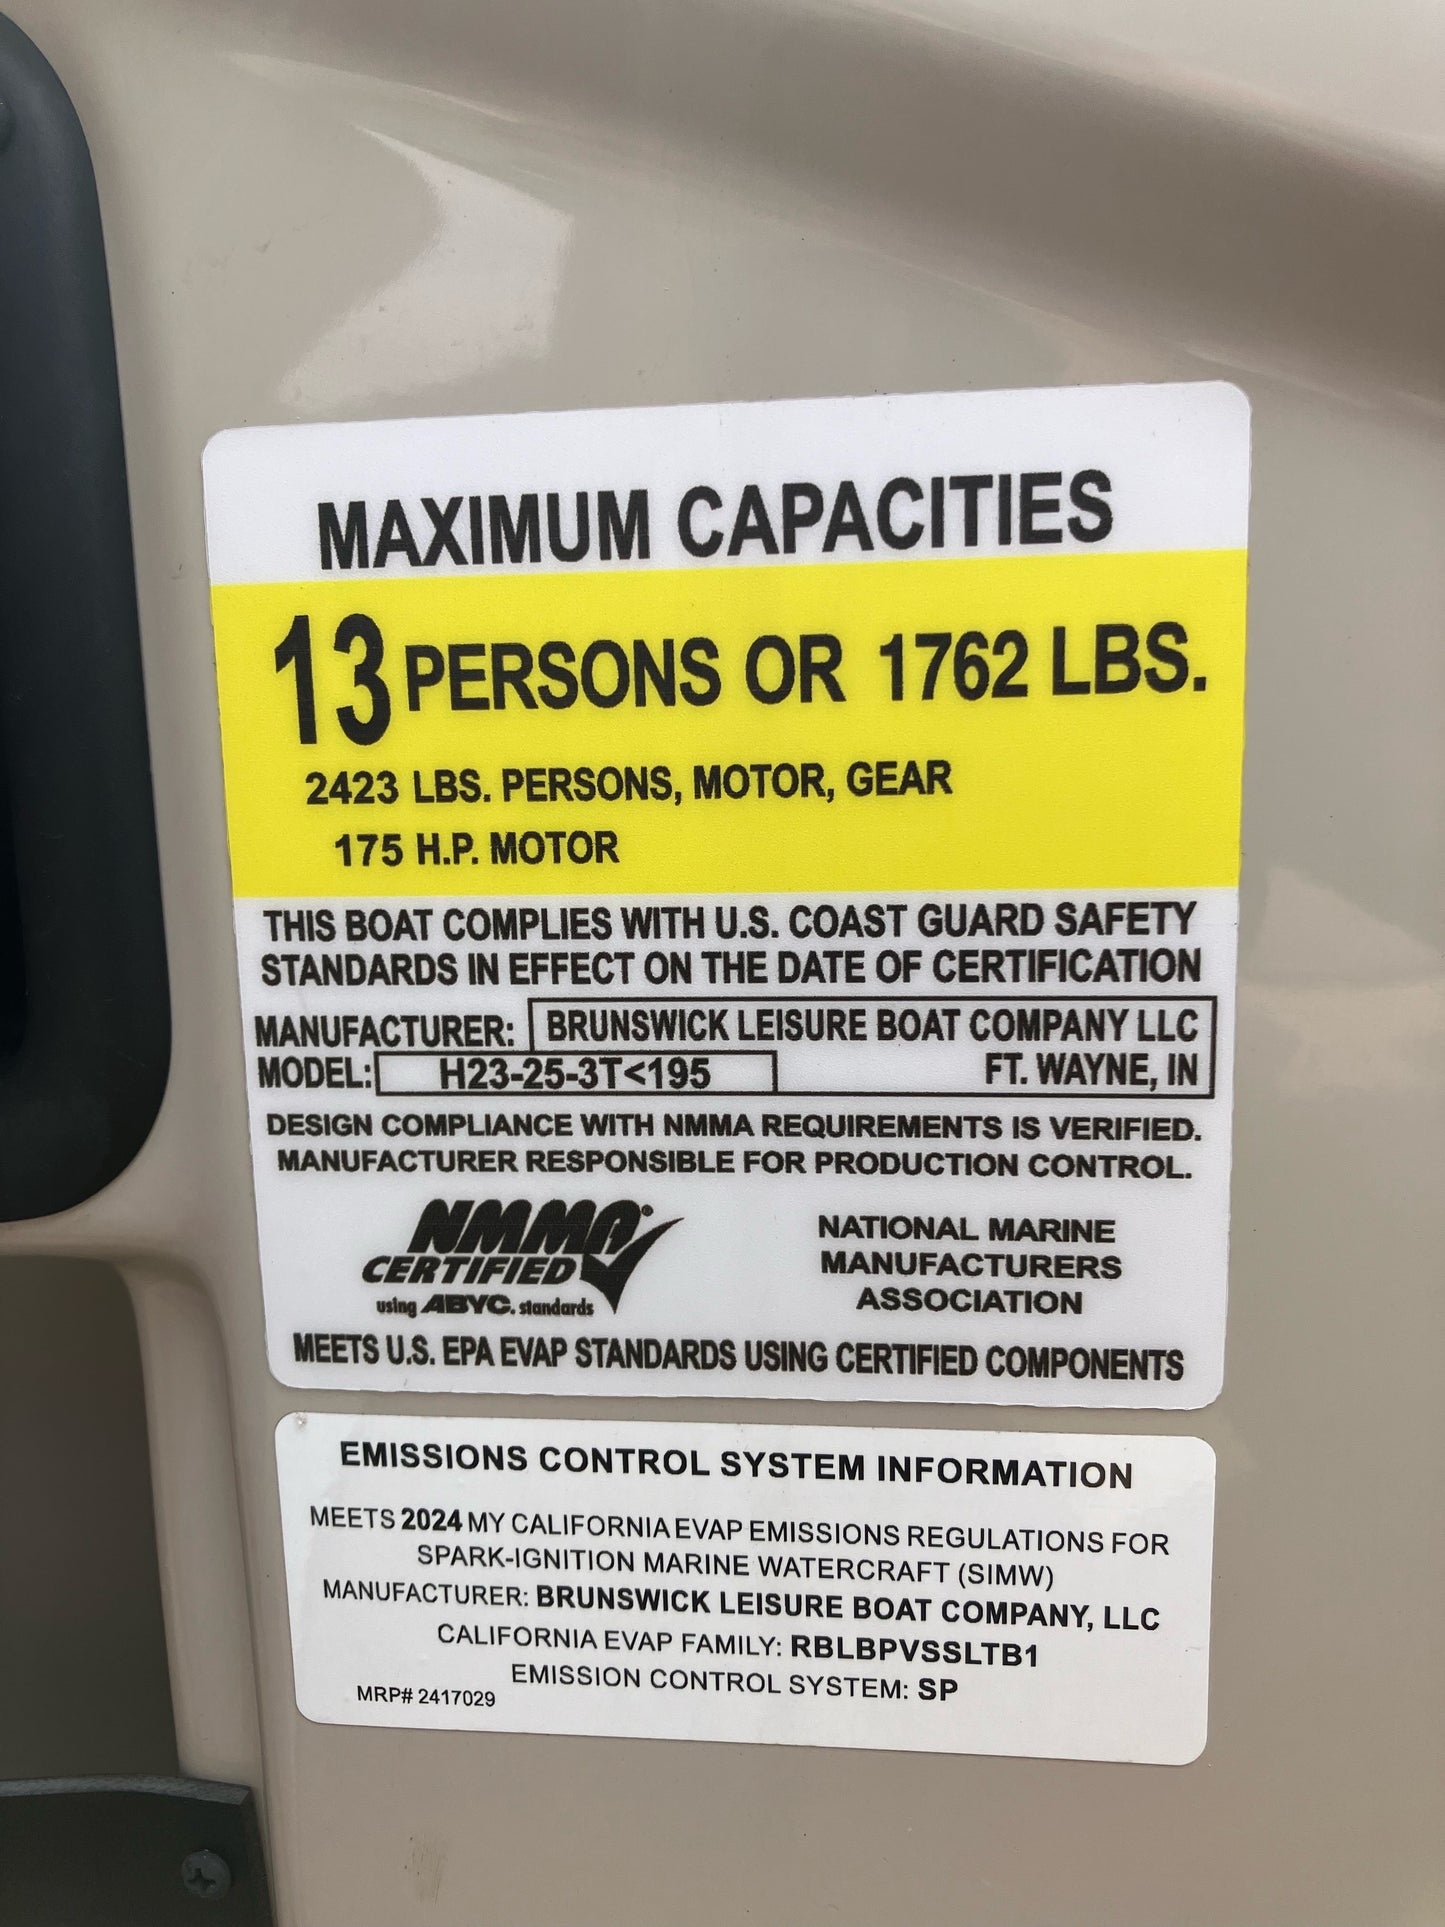 MAXIMUM CAPACITIES
13 PERSONS OR 1762 LBS.
2423 LBS. PERSONS, MOTOR, GEAR
175 H.P. MOTOR
THIS BOAT COMPLIES WITH U.S. COAST GUARD SAFETY
STANDARDS IN EFFECT ON THE DATE OF CERTIFICATION
MANUFACTURER: BRUNSWICK LEISURE BOAT COMPANY LLC
MODEL: H23-25-3T<195 FT. WAYNE, IN
DESIGN COMPLIANCE WITH NMMA REQUIREMENTS IS VERIFIED.
MANUFACTURER RESPONSIBLE FOR PRODUCTION CONTROL.
NMMA®
CERTIFIED
using ABYC. standards
NATIONAL MARINE
MANUFACTURERS
ASSOCIATION
MEETS U.S. EPA EVAP STANDARDS USING CERTIFIED COMPONENTS
EMISSIONS CONTROL SYSTEM INFORMATION
MEETS 2024 MY CALIFORNIA EVAP EMISSIONS REGULATIONS FOR
SPARK-IGNITION MARINE WATERCRAFT (SIMW)
MANUFACTURER: BRUNSWICK LEISURE BOAT COMPANY, LLC
CALIFORNIA EVAP FAMILY: RBLBPVSSLTB1
EMISSION CONTROL SYSTEM: SP
MRP# 2417029